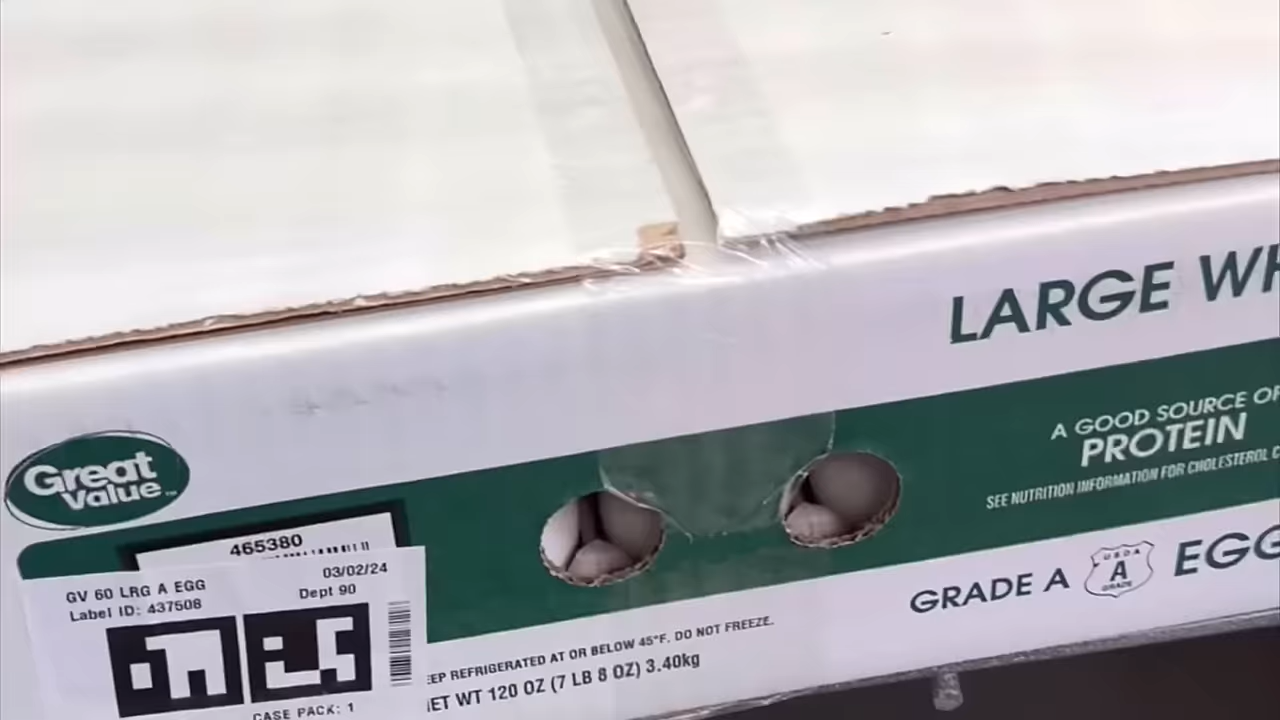 LARGE WH
Great
Value
A GOOD SOURCE OF
PROTEIN
SEE NUTRITION INFORMATION FOR CHOLESTEROL C
465380
GV 60 LRG A EGG
03/02/24
Label ID: 437508
Dept 90
CASE PACK: 1
GRADE A
USDA
A
GRADE
EGG
EEP REFRIGERATED AT OR BELOW 45°F. DO NOT FREEZE.
NET WT 120 OZ (7 LB 8 OZ) 3.40kg